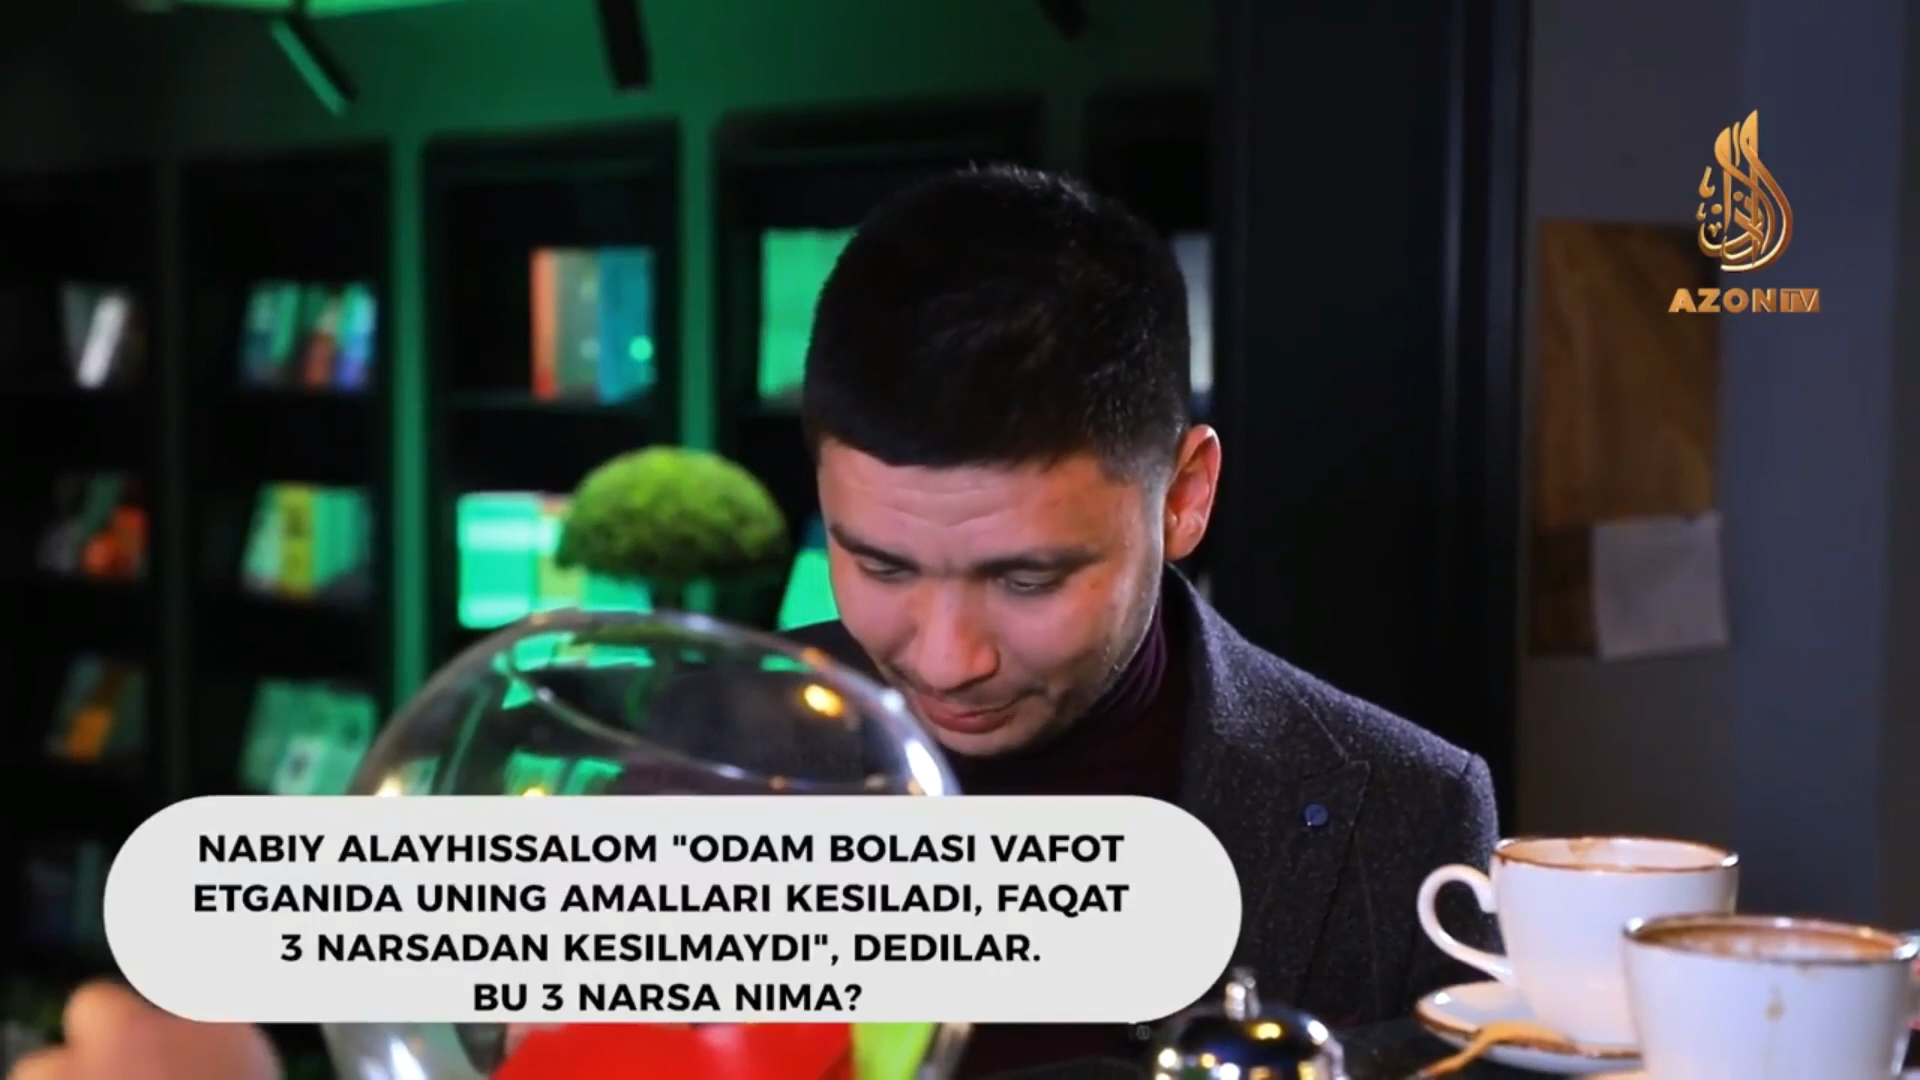 AZON TV
NABIY ALAYHISSALOM "ODAM BOLASI VAFOT
ETGANIDA UNING AMALLARI KESILADI, FAQAT
3 NARSADAN KESILMAYDI", DEDILAR.
BU 3 NARSA NIMA?